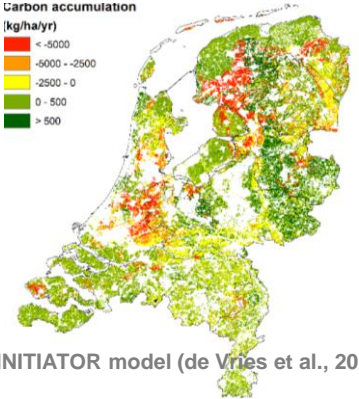 Carbon accumulation
(kg/ha/yr)
< -5000
-5000 - -2500
-2500 - 0
0 - 500
> 500
INITIATOR model (de Vries et al., 20